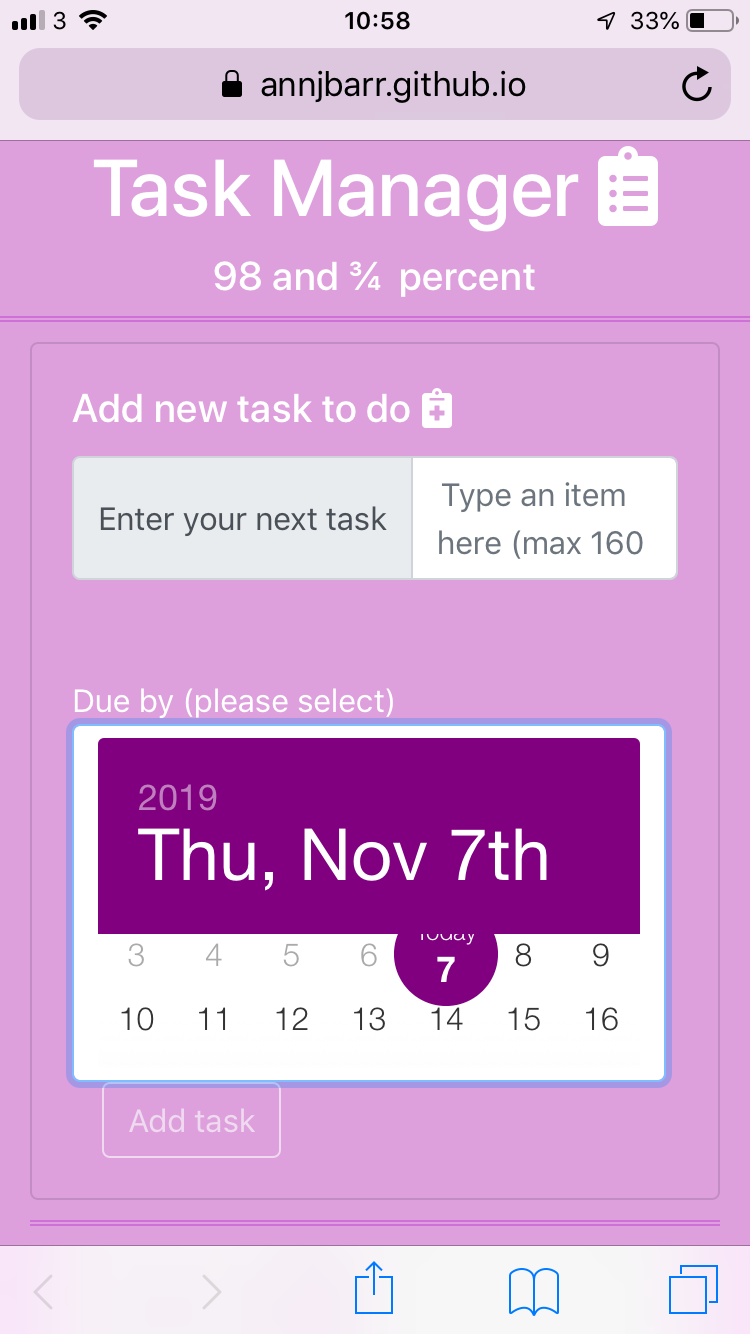 3 10:58 33%
annjbarr.github.io
Task Manager
98 and ¾ percent
Add new task to do
Enter your next task
Type an item
here (max 160
Due by (please select)
2019
Thu, Nov 7th
Today
3 4 5 6 7 8 9
10 11 12 13 14 15 16
Add task